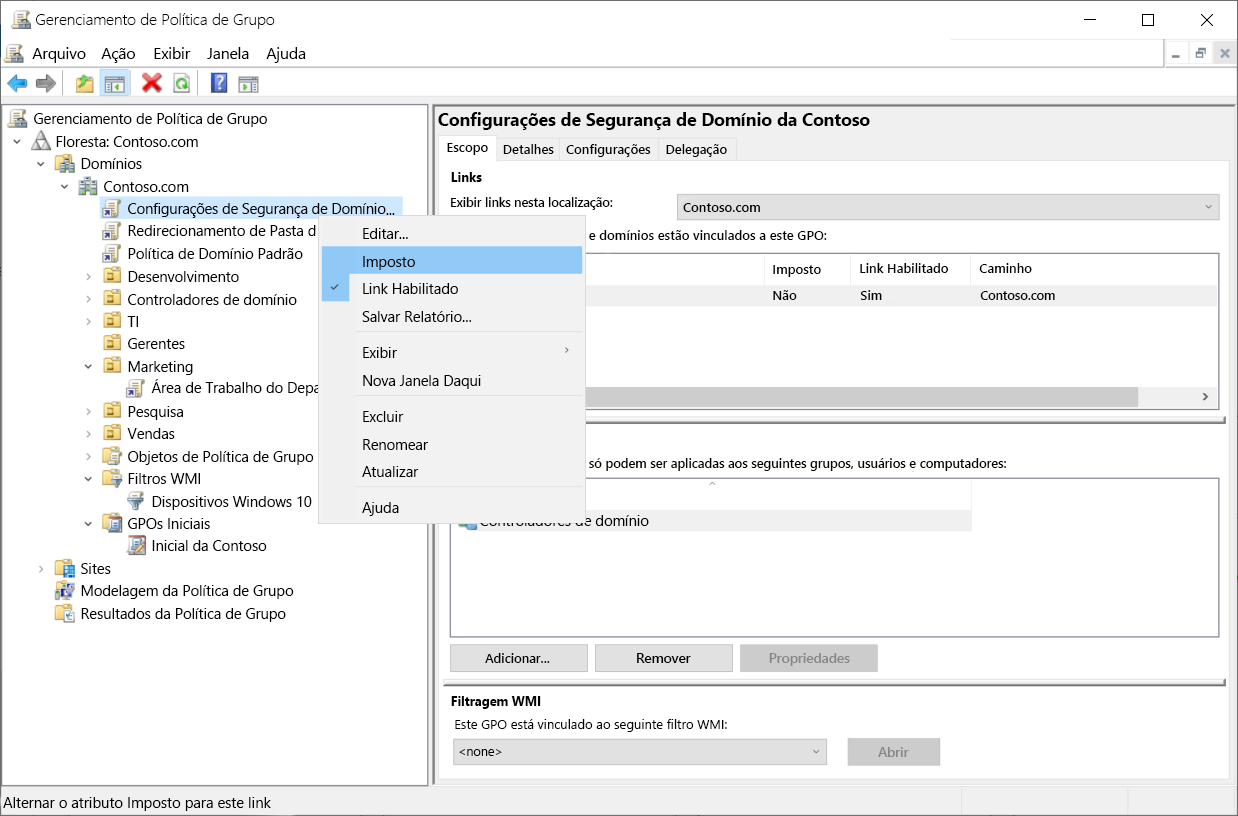 Gerenciamento de Política de Grupo
Arquivo Ação Exibir Janela Ajuda
Gerenciamento de Política de Grupo
Floresta: Contoso.com
Domínios
Contoso.com
Configurações de Segurança de Domínio...
Redirecionamento de Pasta d
Política de Domínio Padrão
Desenvolvimento
Controladores de domínio
TI
Gerentes
Marketing
Área de Trabalho do Depa
Pesquisa
Vendas
Objetos de Política de Grupo
Filtros WMI
Dispositivos Windows 10
GPOs Iniciais
Inicial da Contoso
Sites
Modelagem da Política de Grupo
Resultados da Política de Grupo
Editar...
Imposto
Link Habilitado
Salvar Relatório...
Exibir
Nova Janela Daqui
Excluir
Renomear
Atualizar
Ajuda
Configurações de Segurança de Domínio da Contoso
Escopo Detalhes Configurações Delegação
Links
Exibir links nesta localização: Contoso.com
e domínios estão vinculados a este GPO:
Imposto Link Habilitado Caminho
Não Sim Contoso.com
só podem ser aplicadas aos seguintes grupos, usuários e computadores:
Controladores de domínio
Adicionar... Remover Propriedades
Filtragem WMI
Este GPO está vinculado ao seguinte filtro WMI:
<none> Abrir
Alternar o atributo Imposto para este link